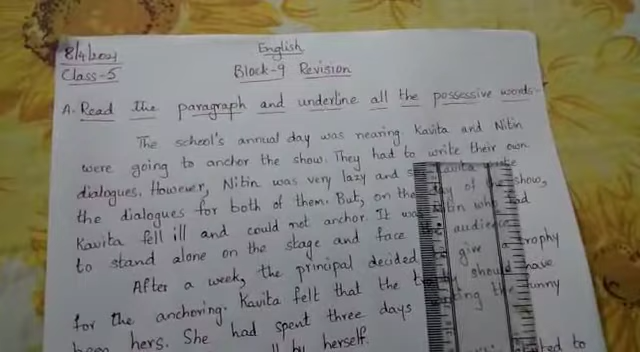 8/4/2021
English
Class-5
Block-9 Revision
A. Read the paragraph and underline all the possessive words-
The school's annual day was nearing. Kavita and Nitin
were going to anchor the show. They had to write their own
dialogues. However, Nitin was very lazy and
the dialogues for both of them. But, on the day of the show,
Kavita fell ill and could not anchor. It was Nitin who had
to stand alone on the stage and face the audience.
After a week, the principal decided give a trophy
for the anchoring. Kavita felt that the should have
been hers. She had spent three days the funny
by herself.